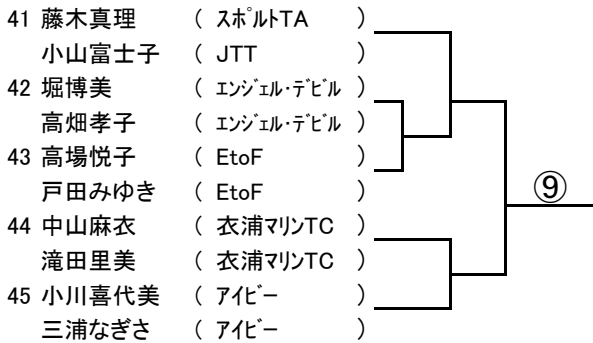 41 藤木真理 ( スポルトTA )
小山富士子 ( JTT )
42 堀博美 ( エンジェル・デビル )
高畑孝子 ( エンジェル・デビル )
43 高場悦子 ( EtoF )
戸田みゆき ( EtoF )
⑨
44 中山麻衣 ( 衣浦マリンTC )
滝田里美 ( 衣浦マリンTC )
45 小川喜代美 ( アイビー )
三浦なぎさ ( アイビー )